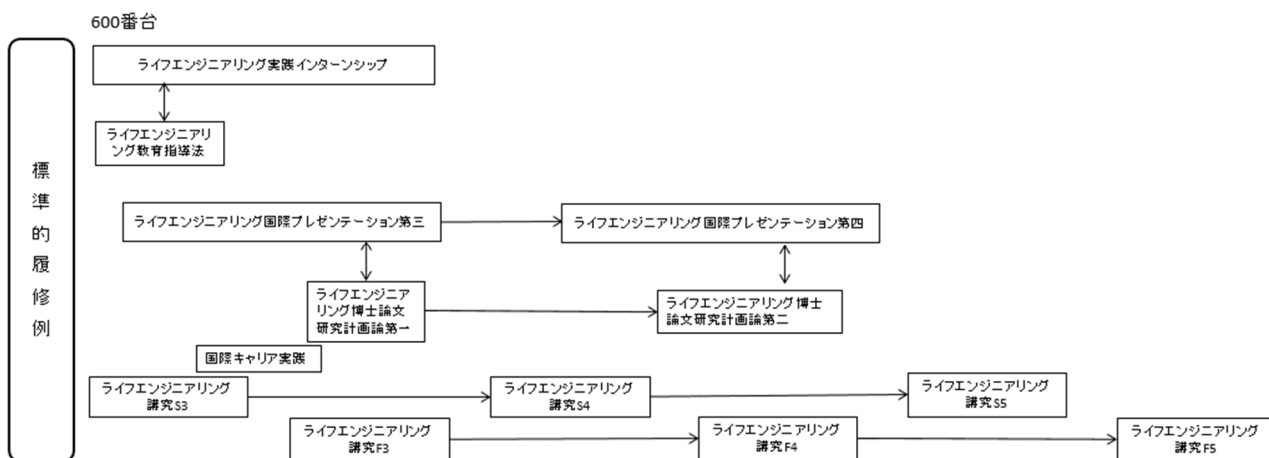 600番台
標準的履修例
ライフエンジニアリング実践インターンシップ
ライフエンジニアリ
ング教育指導法
ライフエンジニアリング国際プレゼンテーション第三
ライフエンジニアリング国際プレゼンテーション第四
ライフエンジニア
リング博士論文
研究計画論第一
ライフエンジニアリング博士
論文研究計画論第二
国際キャリア実践
ライフエンジニアリング
講究S3
ライフエンジニアリング
講究S4
ライフエンジニアリング
講究S5
ライフエンジニアリング
講究F3
ライフエンジニアリング
講究F4
ライフエンジニアリング
講究F5